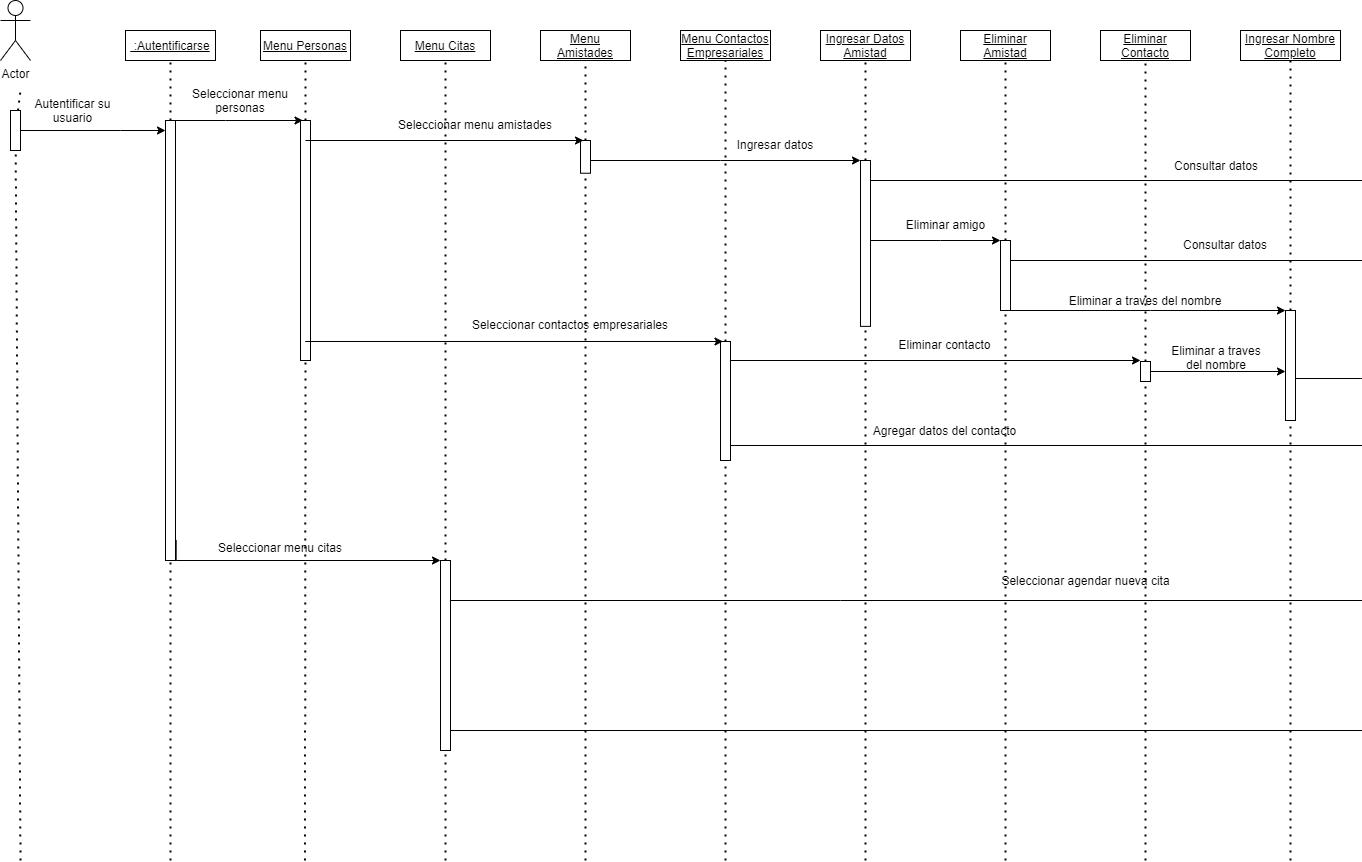 :Autentificarse
Menu Personas
Menu Citas
Menu
Amistades
Menu Contactos
Empresariales
Ingresar Datos
Amistad
Eliminar
Amistad
Eliminar
Contacto
Ingresar Nombre
Completo
Actor
Autentificar su
usuario
Seleccionar menu
personas
Seleccionar menu amistades
Ingresar datos
Consultar datos
Eliminar amigo
Consultar datos
Eliminar a traves del nombre
Seleccionar contactos empresariales
Eliminar contacto
Eliminar a traves
del nombre
Agregar datos del contacto
Seleccionar menu citas
Seleccionar agendar nueva cita